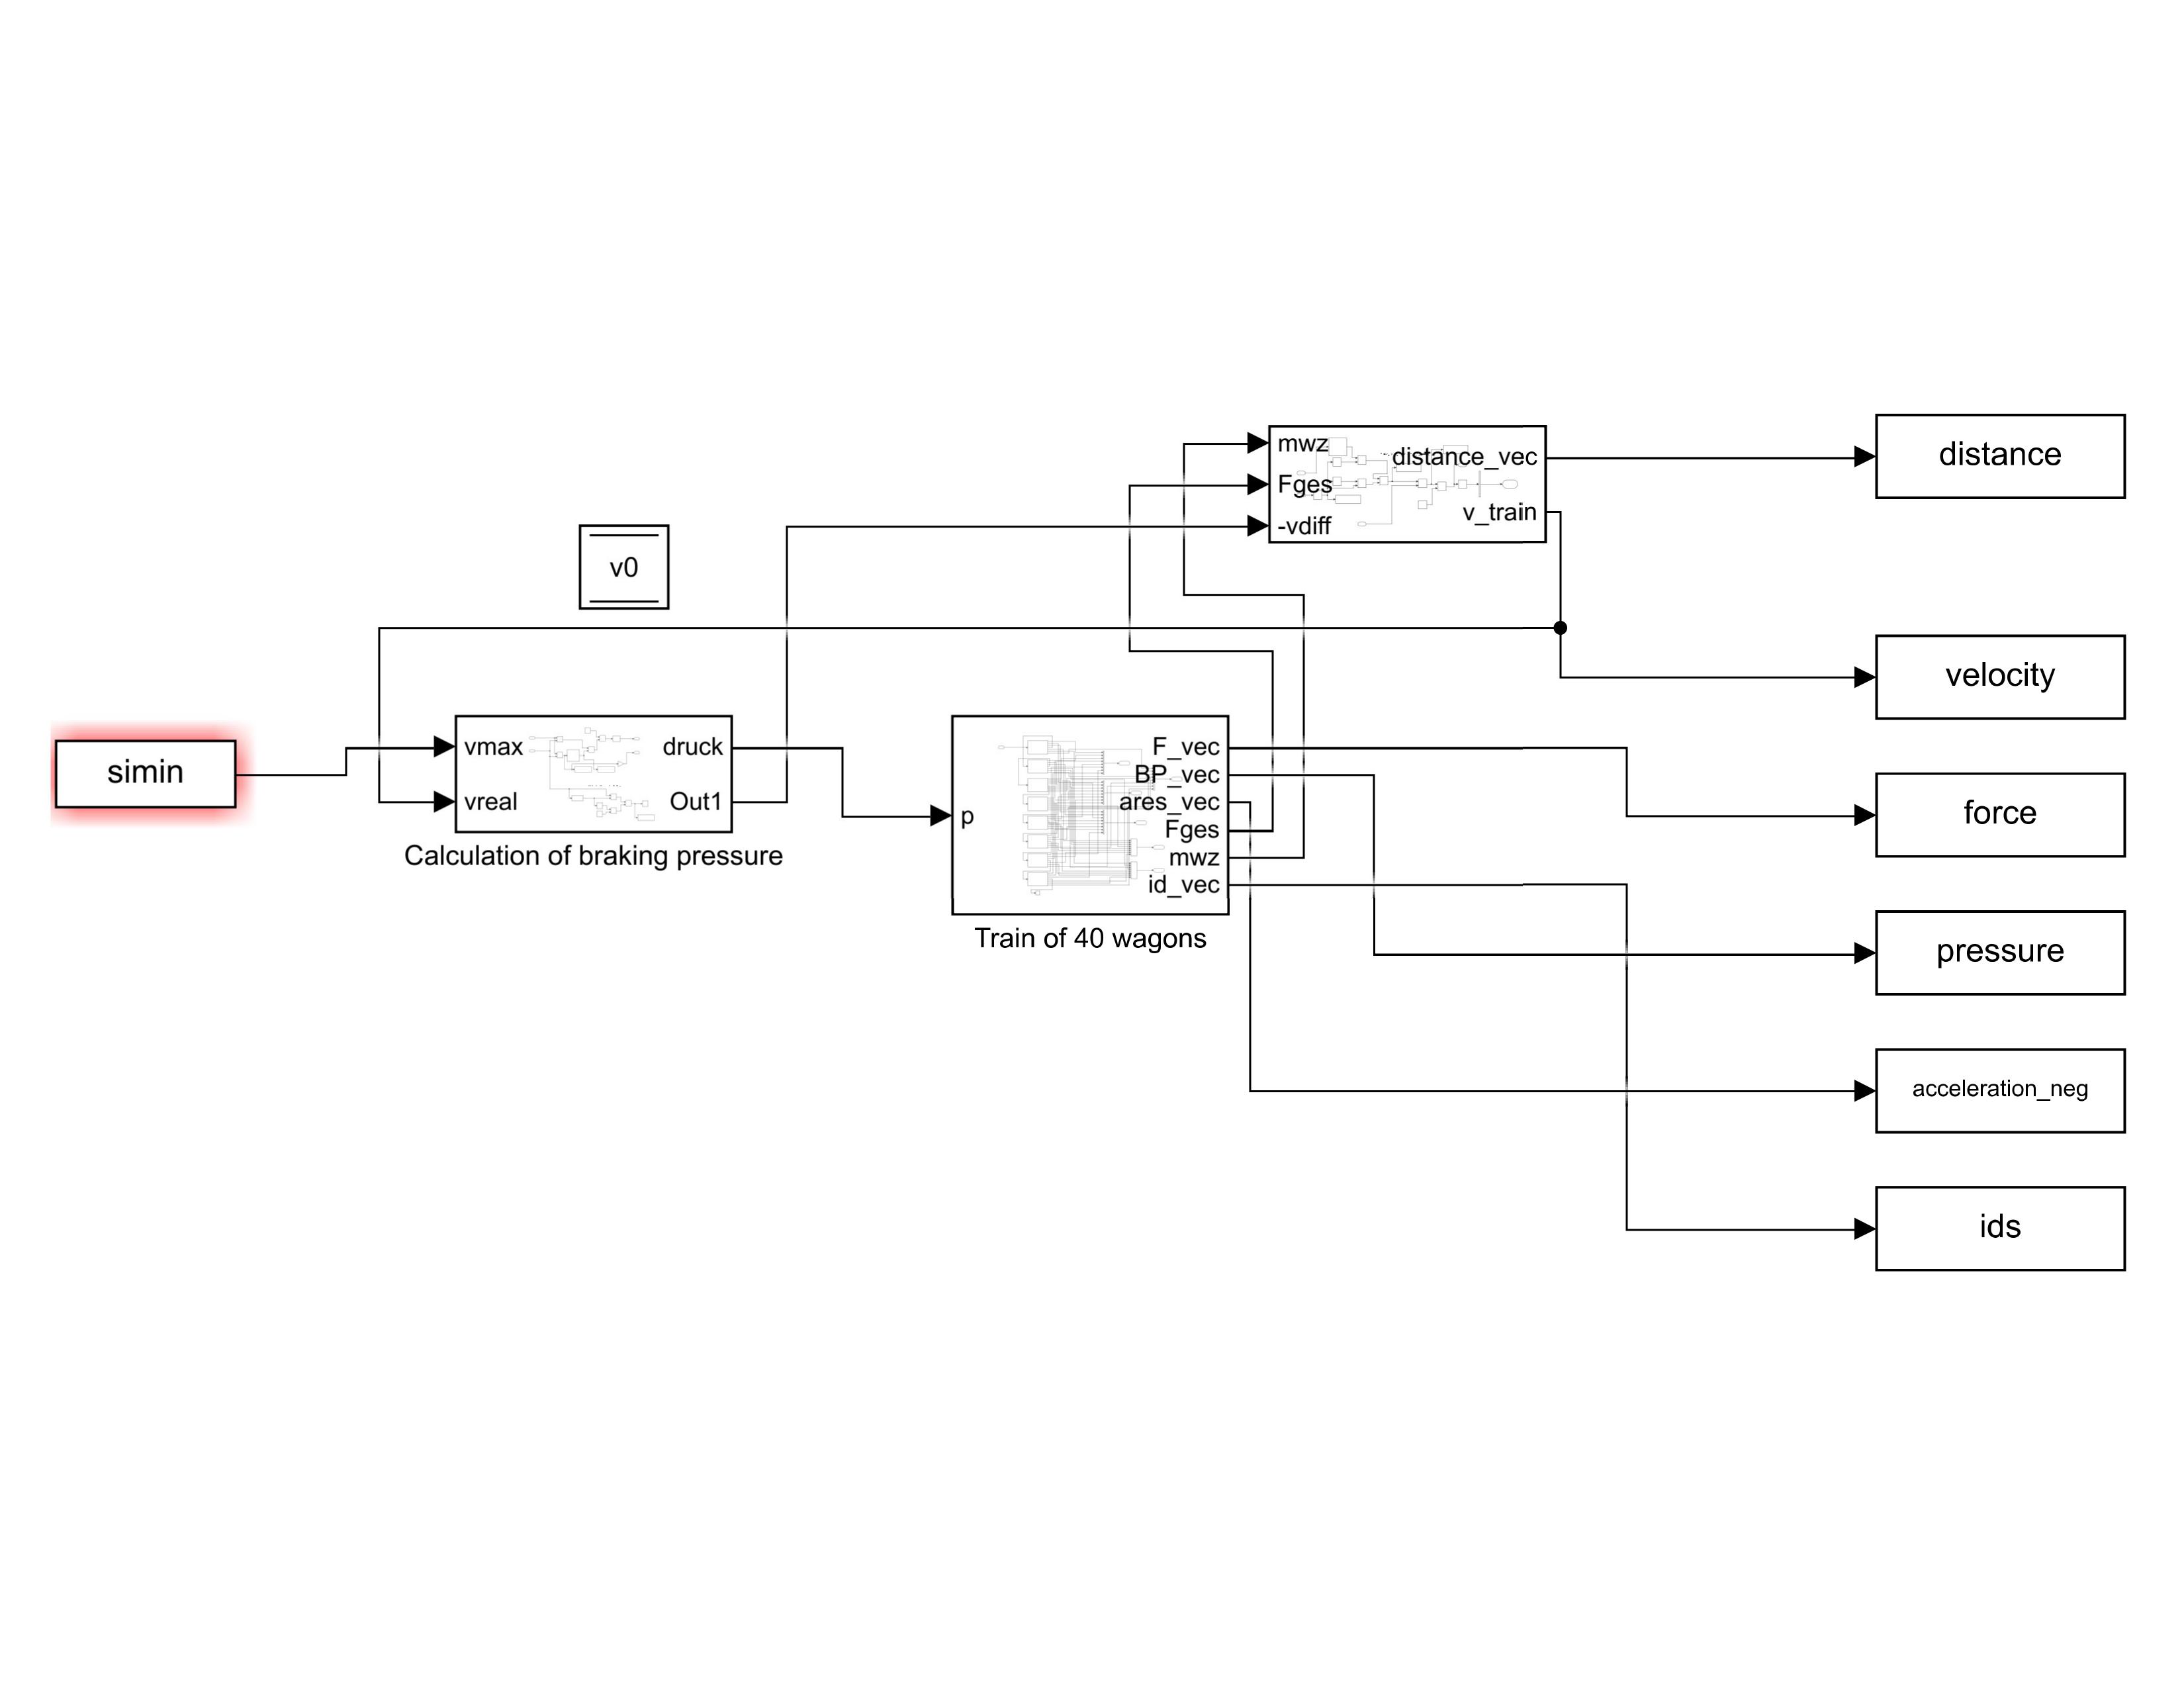 mwz
Fges
-vdiff
distance_vec
v_train
distance
v0
velocity
simin
vmax
vreal
druck
Out1
Calculation of braking pressure
p
F_vec
BP_vec
ares_vec
Fges
mwz
id_vec
Train of 40 wagons
force
pressure
acceleration_neg
ids